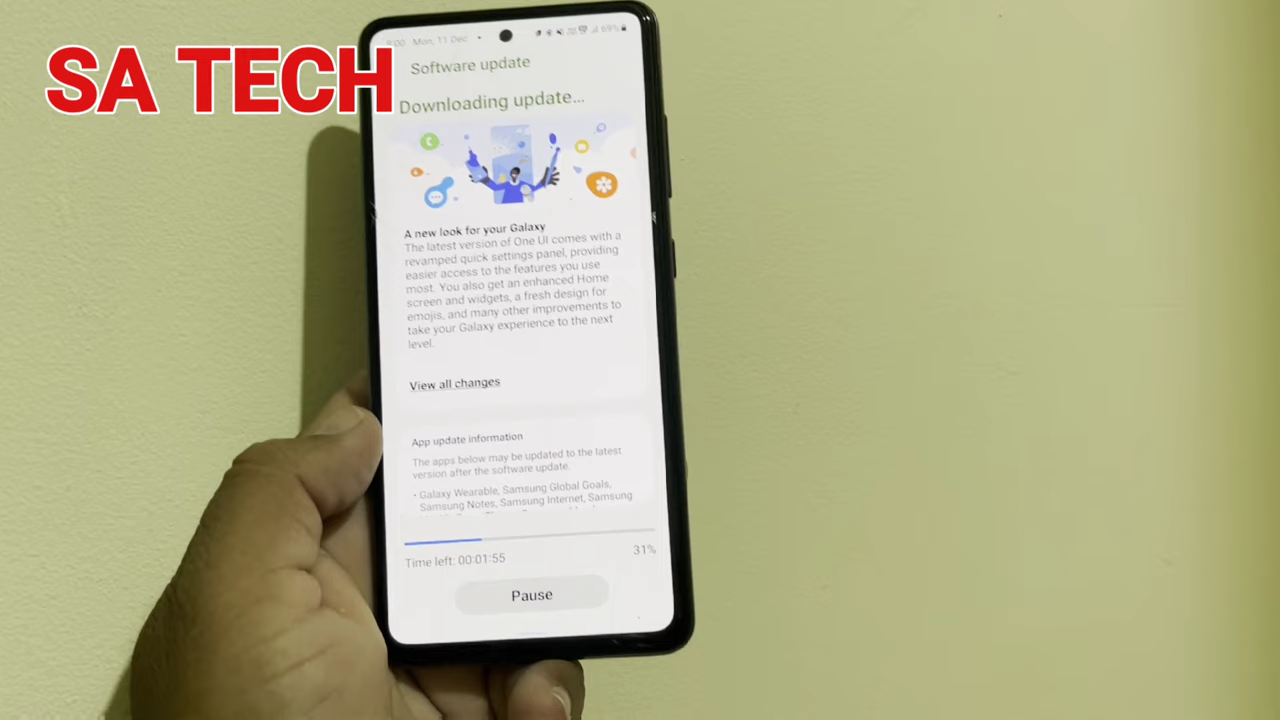 SA TECH
9:00 Mon, 11 Dec
69%
Software update
Downloading update...
A new look for your Galaxy
The latest version of One UI comes with a
revamped quick settings panel, providing
easier access to the features you use
most. You also get an enhanced Home
screen and widgets, a fresh design for
emojis, and many other improvements to
take your Galaxy experience to the next
level.
View all changes
App update information
The apps below may be updated to the latest
version after the software update.
• Galaxy Wearable, Samsung Global Goals,
Samsung Notes, Samsung Internet, Samsung
Time left: 00:01:55
31%
Pause